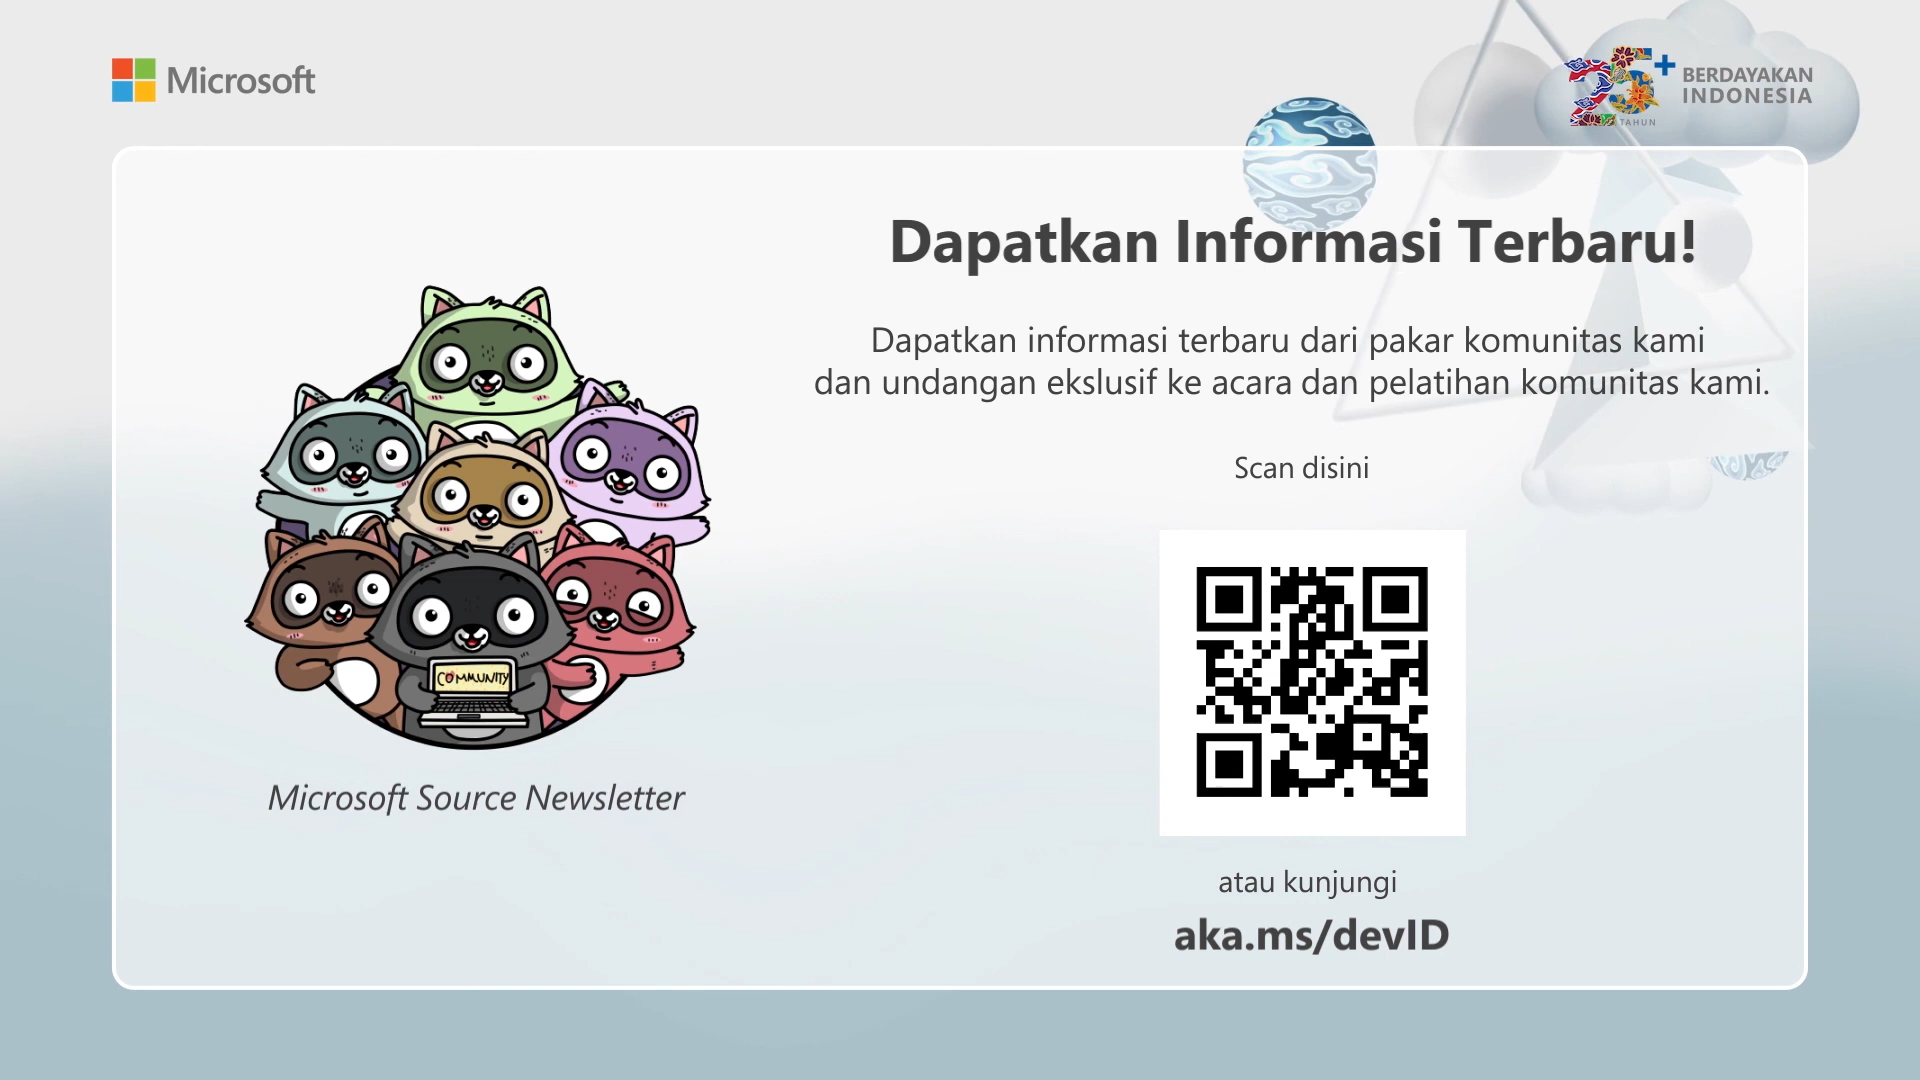 Microsoft
25+
TAHUN
BERDAYAKAN
INDONESIA
Dapatkan Informasi Terbaru!
Dapatkan informasi terbaru dari pakar komunitas kami
dan undangan ekslusif ke acara dan pelatihan komunitas kami.
Scan disini
COMMUNITY
Microsoft Source Newsletter
atau kunjungi
aka.ms/devID